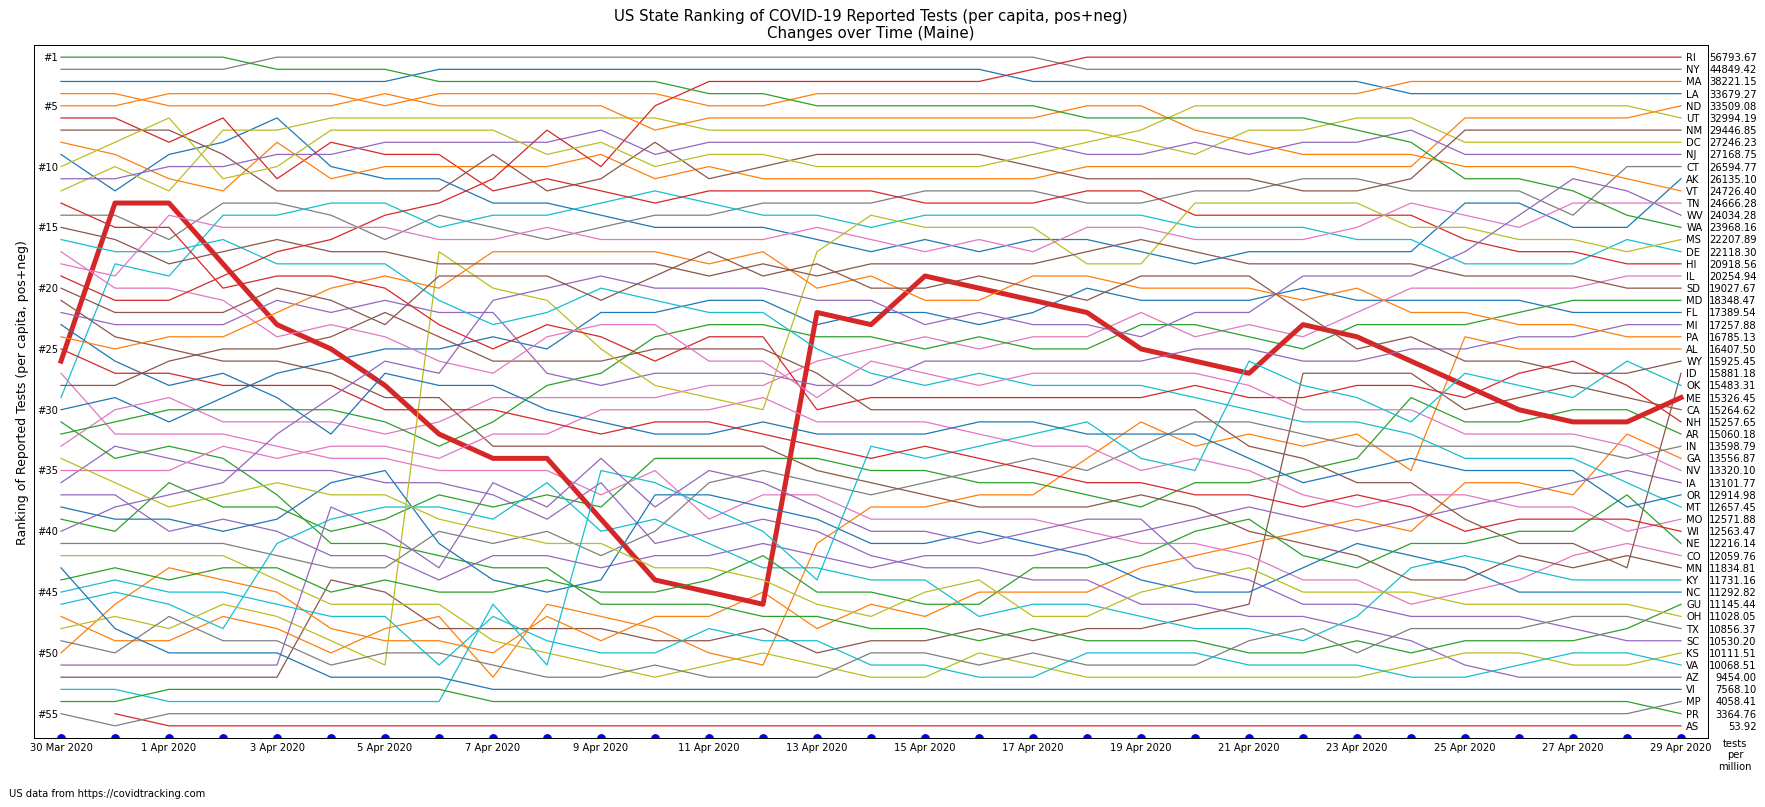 US State Ranking of COVID-19 Reported Tests (per capita, pos+neg)
Changes over Time (Maine)
Ranking of Reported Tests (per capita, pos+neg)
#1
#5
#10
#15
#20
#25
#30
#35
#40
#45
#50
#55
RI 56793.67
NY 44849.42
MA 38221.15
LA 33679.27
ND 33509.08
UT 32994.19
NM 29446.85
DC 27246.23
NJ 27168.75
CT 26594.77
AK 26135.10
VT 24726.40
TN 24666.28
WV 24034.28
WA 23968.16
MS 22207.89
DE 22118.30
HI 20918.56
IL 20254.94
SD 19027.67
MD 18348.47
FL 17389.54
MI 17257.88
PA 16785.13
AL 16407.50
WY 15925.45
ID 15881.18
OK 15483.31
ME 15326.45
CA 15264.62
NH 15257.65
AR 15060.18
IN 13598.79
GA 13556.87
NV 13320.10
IA 13101.77
OR 12914.98
MT 12657.45
MO 12571.88
WI 12563.47
NE 12216.14
CO 12059.76
MN 11834.81
KY 11731.16
NC 11292.82
GU 11145.44
OH 11028.05
TX 10856.37
SC 10530.20
KS 10111.51
VA 10068.51
AZ 9454.00
VI 7568.10
MP 4058.41
PR 3364.76
AS 53.92
30 Mar 2020 1 Apr 2020 3 Apr 2020 5 Apr 2020 7 Apr 2020 9 Apr 2020 11 Apr 2020 13 Apr 2020 15 Apr 2020 17 Apr 2020 19 Apr 2020 21 Apr 2020 23 Apr 2020 25 Apr 2020 27 Apr 2020 29 Apr 2020
tests
per
million
US data from https://covidtracking.com